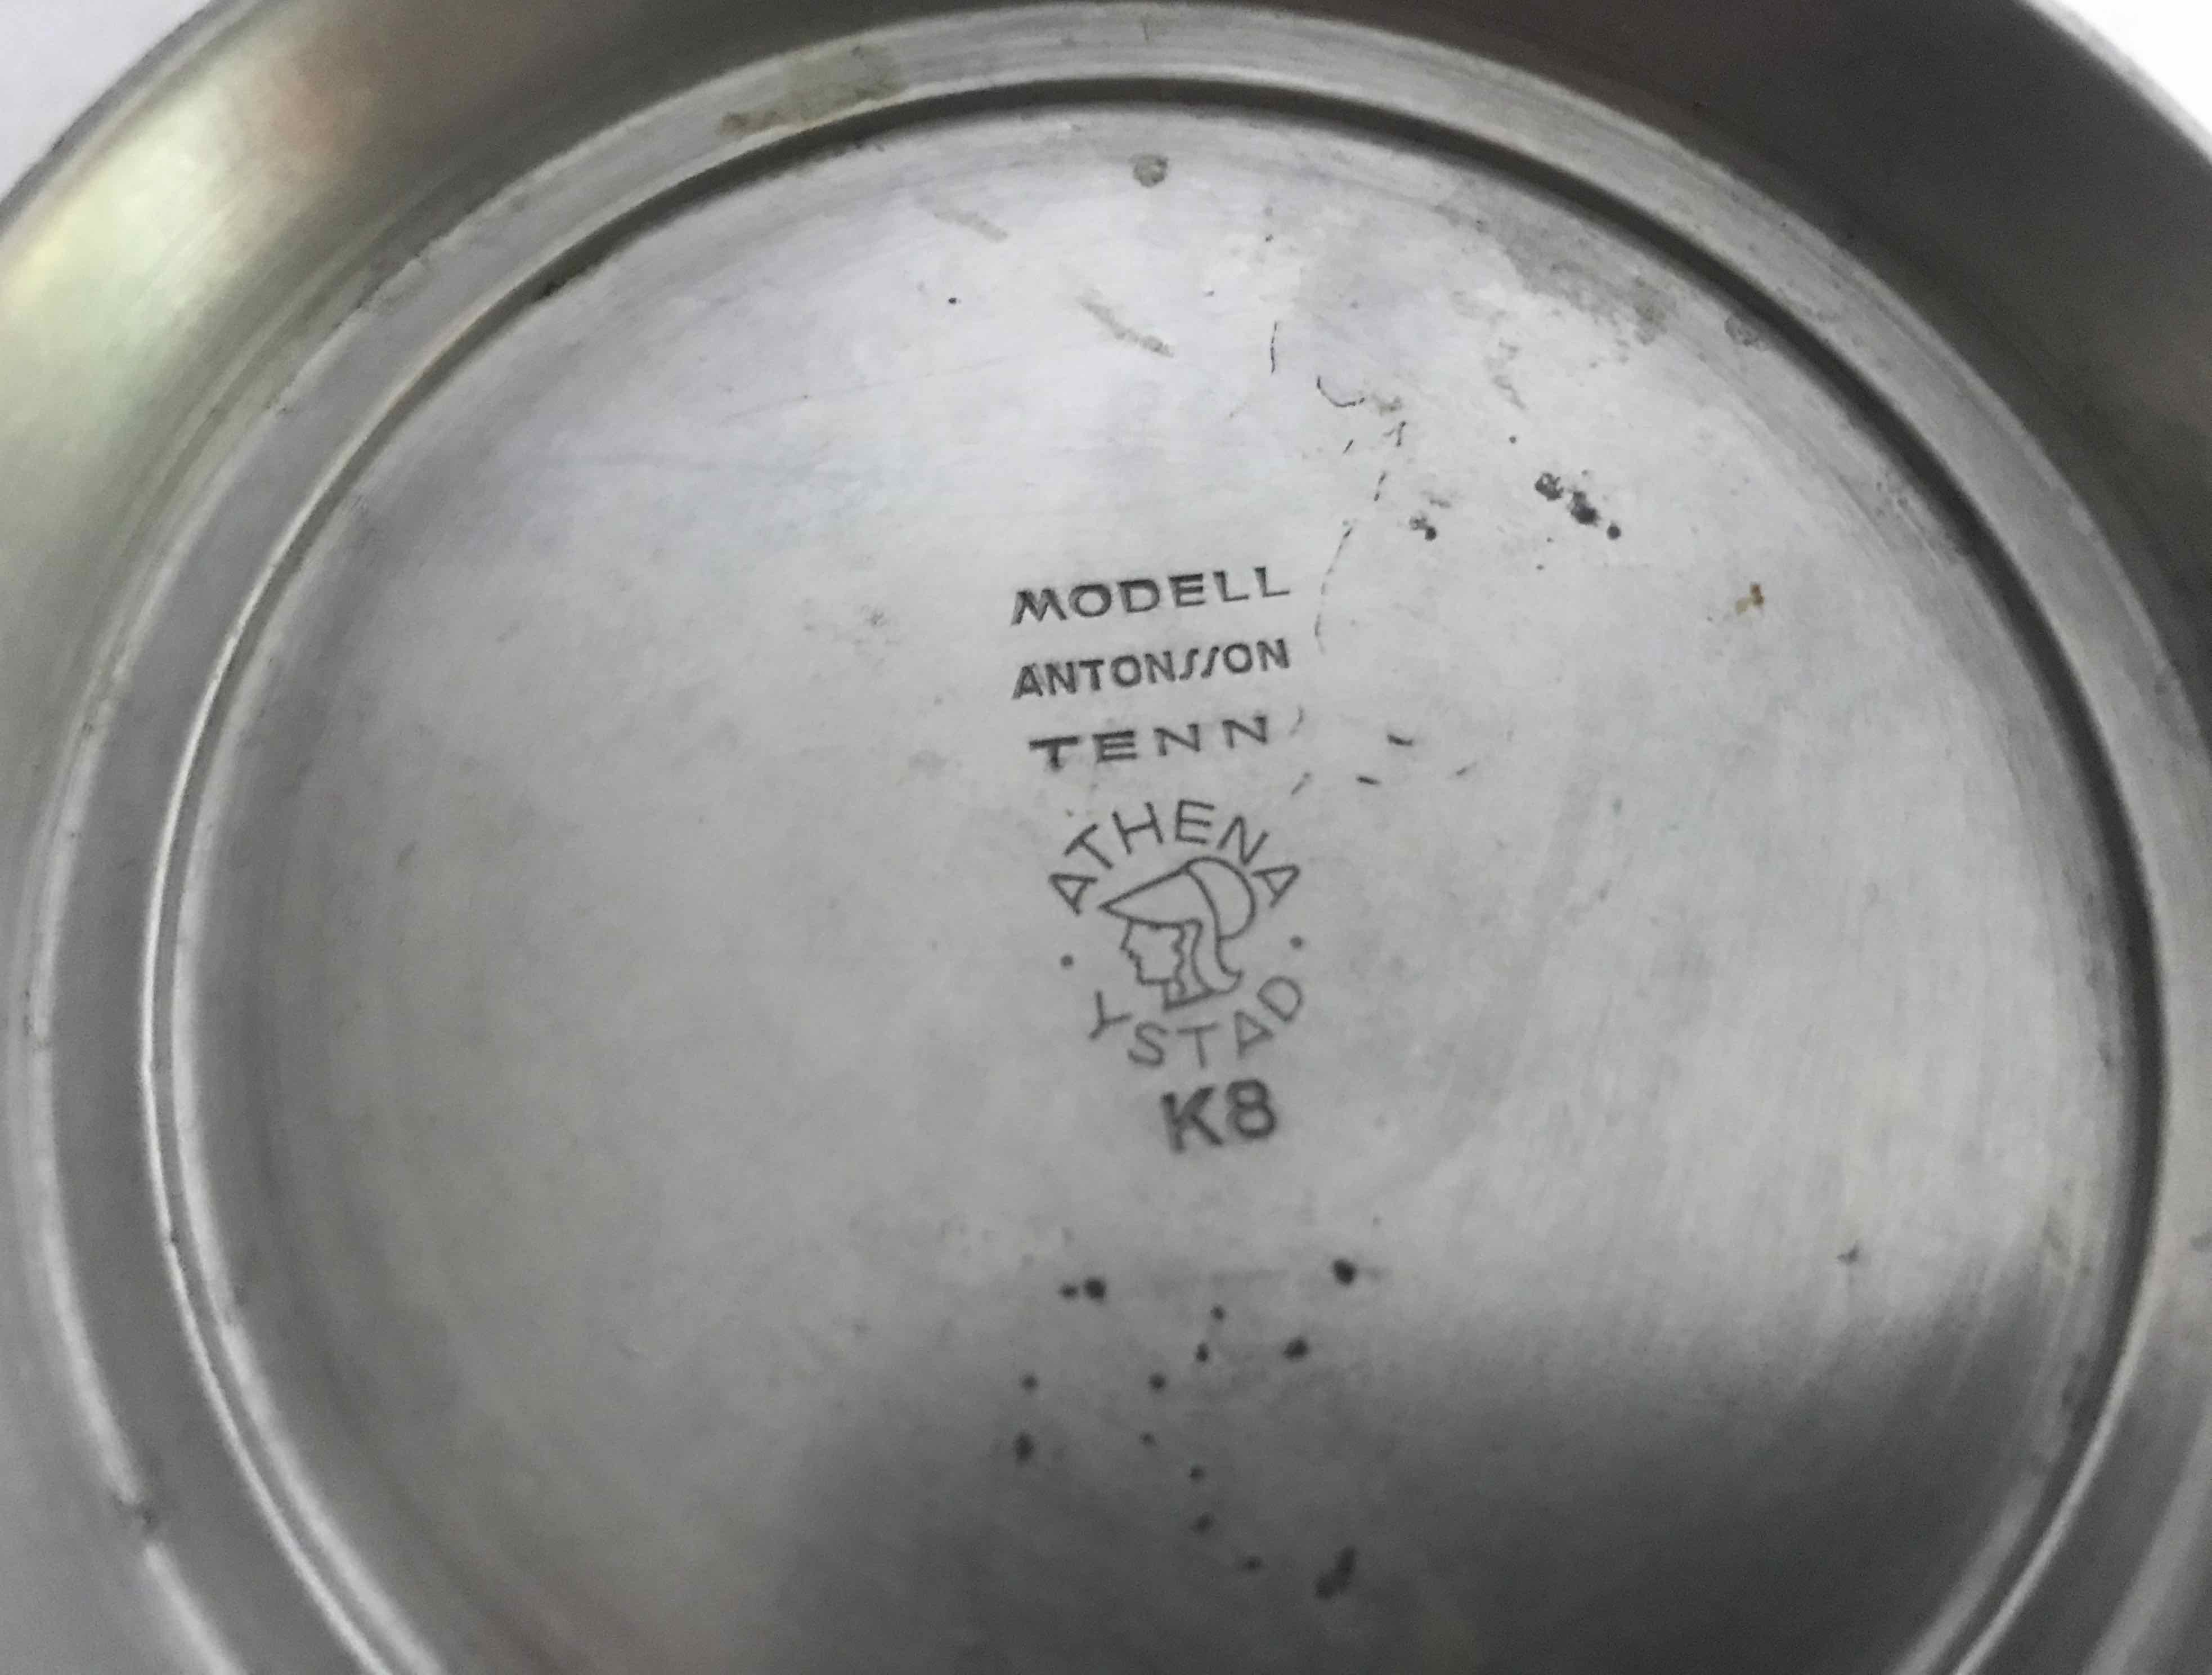 MODELL
ANTONSSON
TENN
ATHENA
YSTAD
K8